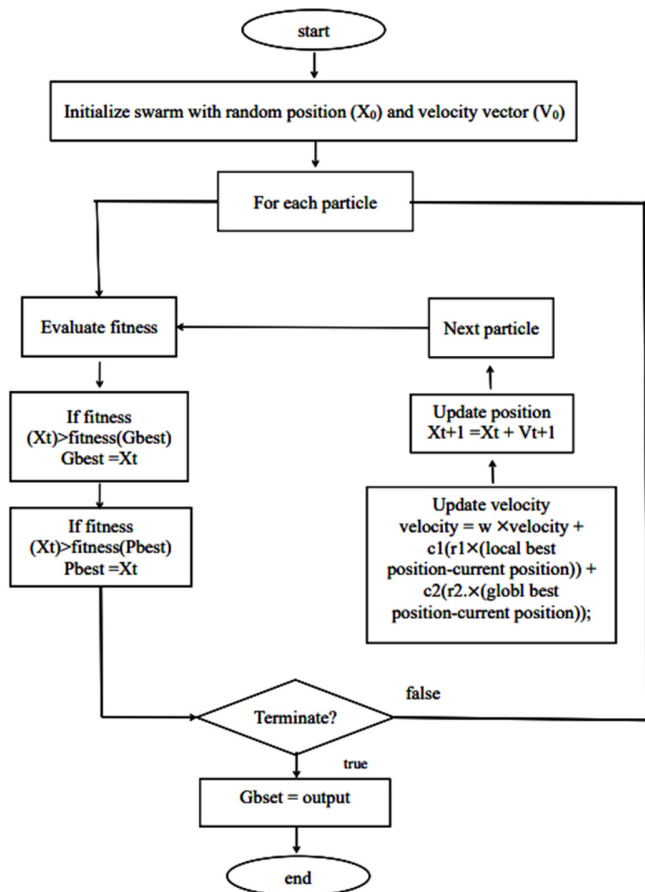 start
Initialize swarm with random position (X₀) and velocity vector (V₀)
For each particle
Evaluate fitness
Next particle
If fitness
(Xt)>fitness(Gbest)
Gbest =Xt
Update position
Xt+1 =Xt + Vt+1
If fitness
(Xt)>fitness(Pbest)
Pbest =Xt
Update velocity
velocity = w ×velocity +
c1(r1×(local best
position-current position)) +
c2(r2.×(globl best
position-current position));
Terminate?
false
true
Gbset = output
end